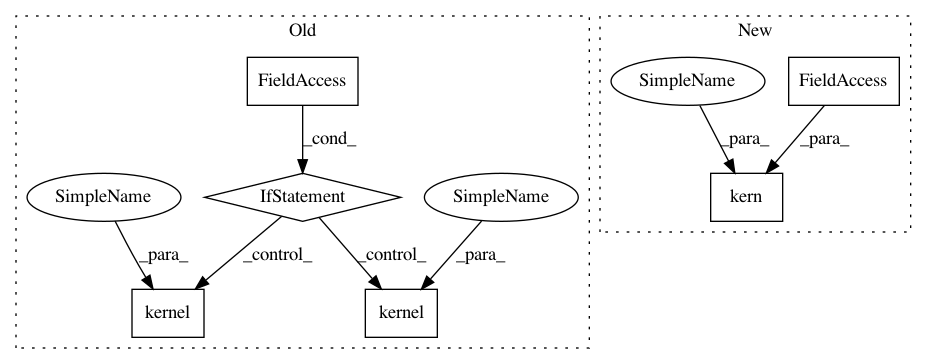 Old
New
FieldAccess
SimpleName
FieldAccess
_cond_
_para_
_para_
SimpleName
IfStatement
SimpleName
kern
_para_
_control_
_control_
_para_
kernel
kernel